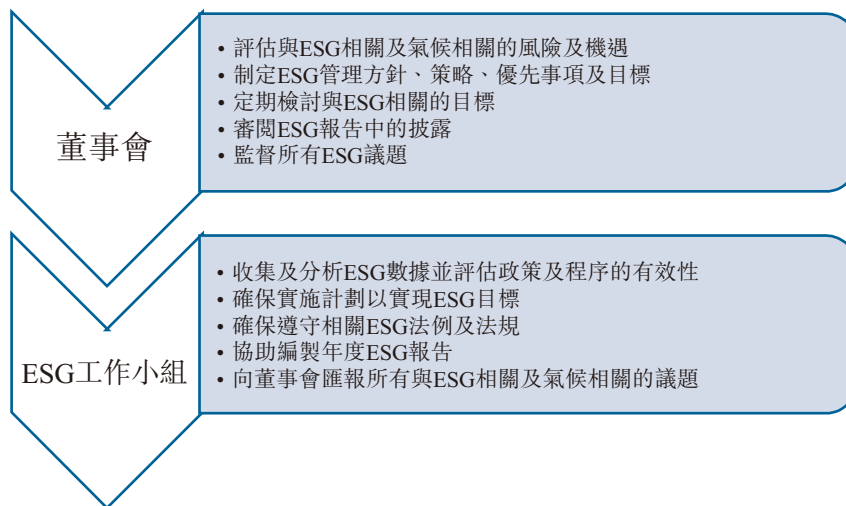 董事會
• 評估與ESG相關及氣候相關的風險及機遇
• 制定ESG管理方針、策略、優先事項及目標
• 定期檢討與ESG相關的目標
• 審閱ESG報告中的披露
• 監督所有ESG議題
ESG工作小組
• 收集及分析ESG數據並評估政策及程序的有效性
• 確保實施計劃以實現ESG目標
• 確保遵守相關ESG法例及法規
• 協助編製年度ESG報告
• 向董事會匯報所有與ESG相關及氣候相關的議題